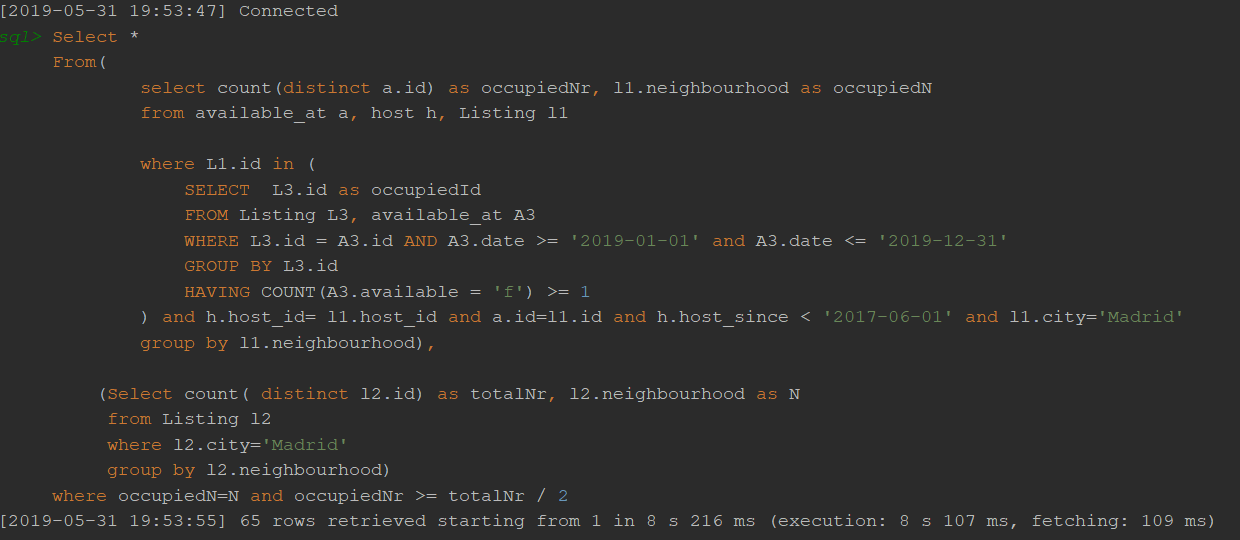 [2019-05-31 19:53:47] Connected
sql> Select *
From(
select count(distinct a.id) as occupiedNr, l1.neighbourhood as occupiedN
from available_at a, host h, Listing l1
where L1.id in (
SELECT  L3.id as occupiedId
FROM Listing L3, available_at A3
WHERE L3.id = A3.id AND A3.date >= '2019-01-01' and A3.date <= '2019-12-31'
GROUP BY L3.id
HAVING COUNT(A3.available = 'f') >= 1
) and h.host_id= l1.host_id and a.id=l1.id and h.host_since < '2017-06-01' and l1.city='Madrid'
group by l1.neighbourhood),
(Select count( distinct l2.id) as totalNr, l2.neighbourhood as N
from Listing l2
where l2.city='Madrid'
group by l2.neighbourhood)
where occupiedN=N and occupiedNr >= totalNr / 2
[2019-05-31 19:53:55] 65 rows retrieved starting from 1 in 8 s 216 ms (execution: 8 s 107 ms, fetching: 109 ms)